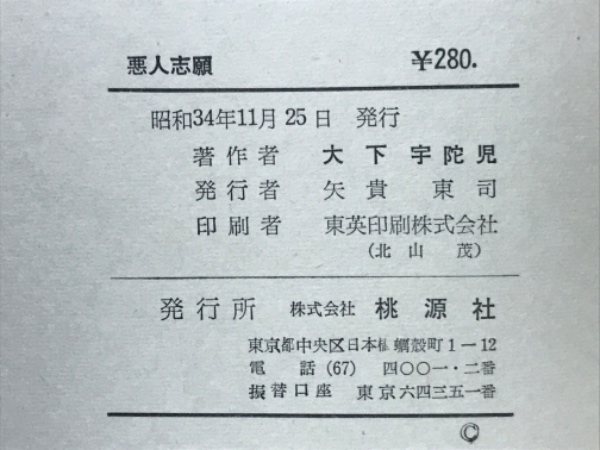 悪人志願 ¥280.
昭和34年11月25日 発行
著作者 大下宇陀児
発行者 矢貴東司
印刷者 東英印刷株式会社
(北山茂)
発行所 株式会社 桃源社
東京都中央区日本橋蠣殻町1-12
電話(67) 四〇〇一・二番
振替口座 東京六四三五一番
©